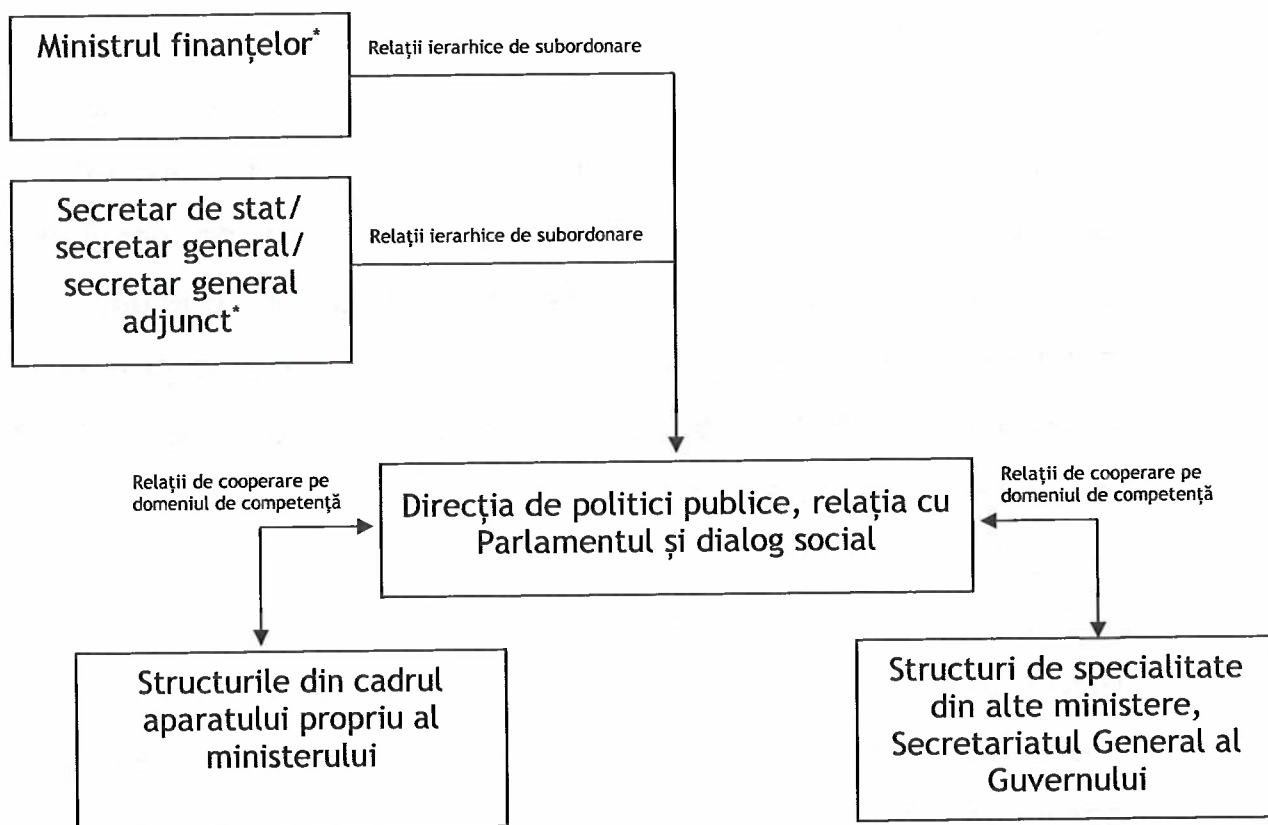 Ministrul finanțelor*
Relații ierarhice de subordonare
Secretar de stat/
secretar general/
secretar general
adjunct*
Relații ierarhice de subordonare
Relații de cooperare pe
domeniul de competență
Direcția de politici publice, relația cu
Parlamentul și dialog social
Relații de cooperare pe
domeniul de competență
Structurile din cadrul
aparatului propriu al
ministerului
Structuri de specialitate
din alte ministere,
Secretariatul General al
Guvernului